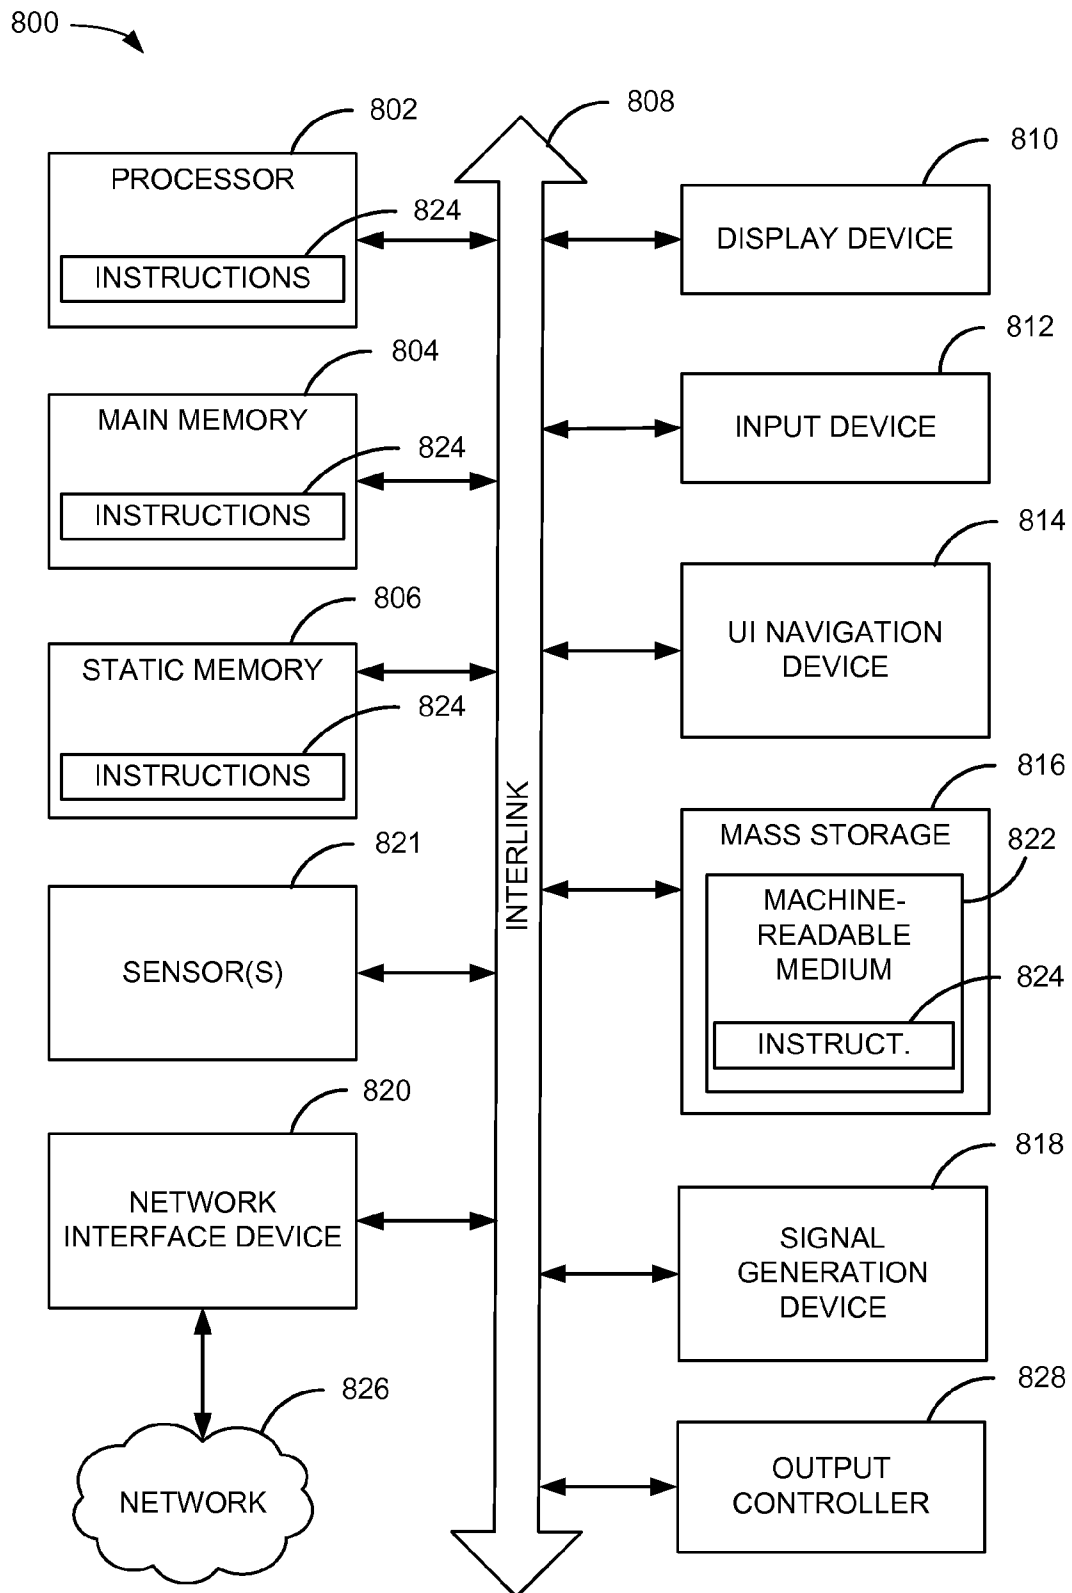 800
802
PROCESSOR
824
INSTRUCTIONS
804
MAIN MEMORY
824
INSTRUCTIONS
806
STATIC MEMORY
824
INSTRUCTIONS
821
SENSOR(S)
820
NETWORK
INTERFACE DEVICE
826
NETWORK
808
INTERLINK
810
DISPLAY DEVICE
812
INPUT DEVICE
814
UI NAVIGATION
DEVICE
816
MASS STORAGE
822
MACHINE-
READABLE
MEDIUM
824
INSTRUCT.
818
SIGNAL
GENERATION
DEVICE
828
OUTPUT
CONTROLLER